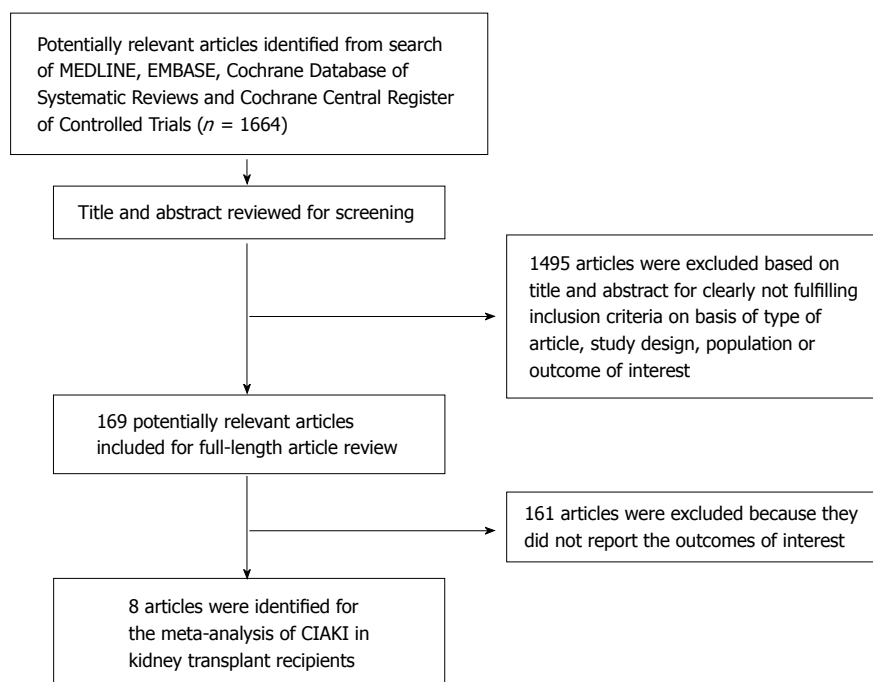 Potentially relevant articles identified from search
of MEDLINE, EMBASE, Cochrane Database of
Systematic Reviews and Cochrane Central Register
of Controlled Trials (n = 1664)
Title and abstract reviewed for screening
1495 articles were excluded based on
title and abstract for clearly not fulfilling
inclusion criteria on basis of type of
article, study design, population or
outcome of interest
169 potentially relevant articles
included for full-length article review
161 articles were excluded because they
did not report the outcomes of interest
8 articles were identified for
the meta-analysis of CIAKI in
kidney transplant recipients